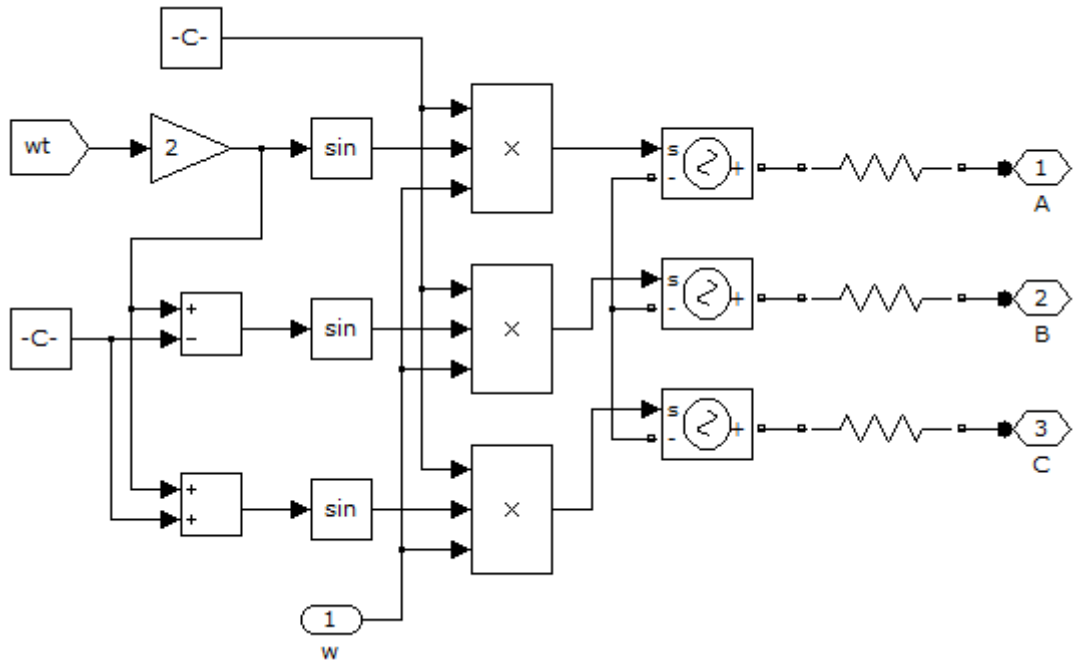 -C-
wt
2
sin
×
s
-
+
1
A
-C-
+
−
sin
×
s
-
+
2
B
+
+
sin
×
s
-
+
3
C
1
w